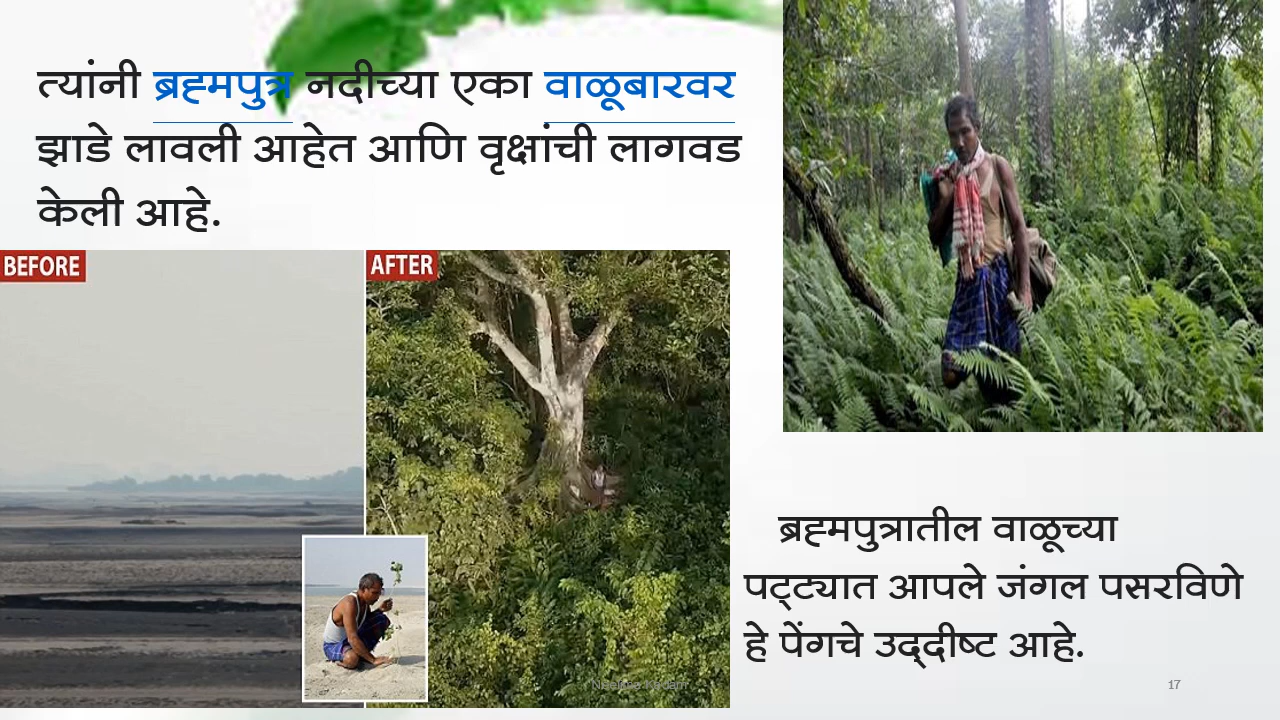 त्यांनी ब्रह्मपुत्र नदीच्या एका वाळूबारवर
झाडे लावली आहेत आणि वृक्षांची लागवड
केली आहे.
BEFORE
AFTER
ब्रह्मपुत्रातील वाळूच्या
पट्ट्यात आपले जंगल पसरविणे
हे पेंगचे उद्दीष्ट आहे.
17